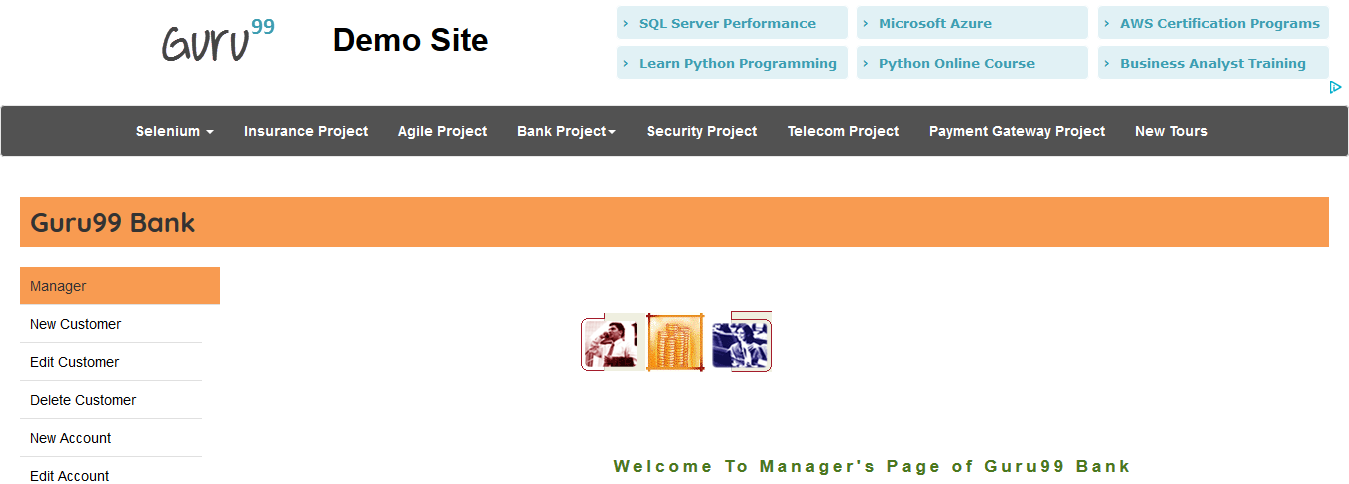 Guru99
Demo Site
› SQL Server Performance
› Microsoft Azure
› AWS Certification Programs
› Learn Python Programming
› Python Online Course
› Business Analyst Training
Selenium Insurance Project Agile Project Bank Project Security Project Telecom Project Payment Gateway Project New Tours
Guru99 Bank
Manager
New Customer
Edit Customer
Delete Customer
New Account
Edit Account
Welcome To Manager's Page of Guru99 Bank